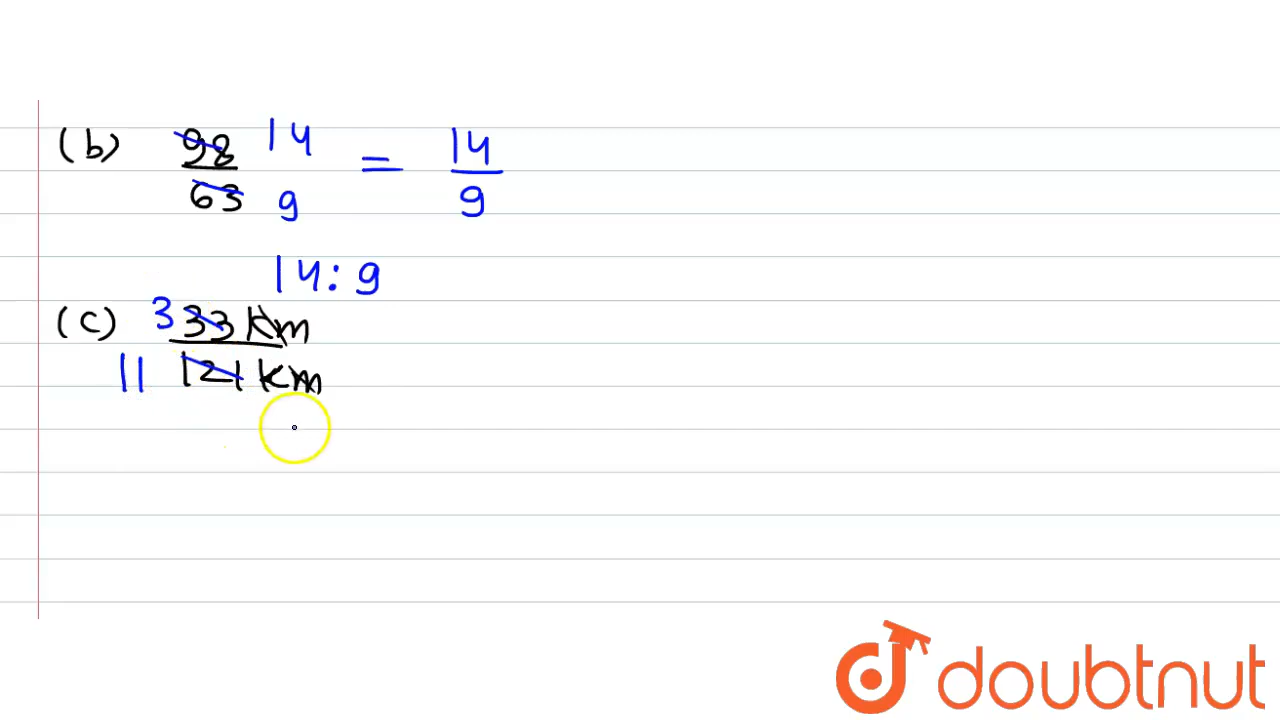 (b) 98/63 14/9 = 14/9
14:9
(c) 3 33 Km
11 121 Km
doubtnut